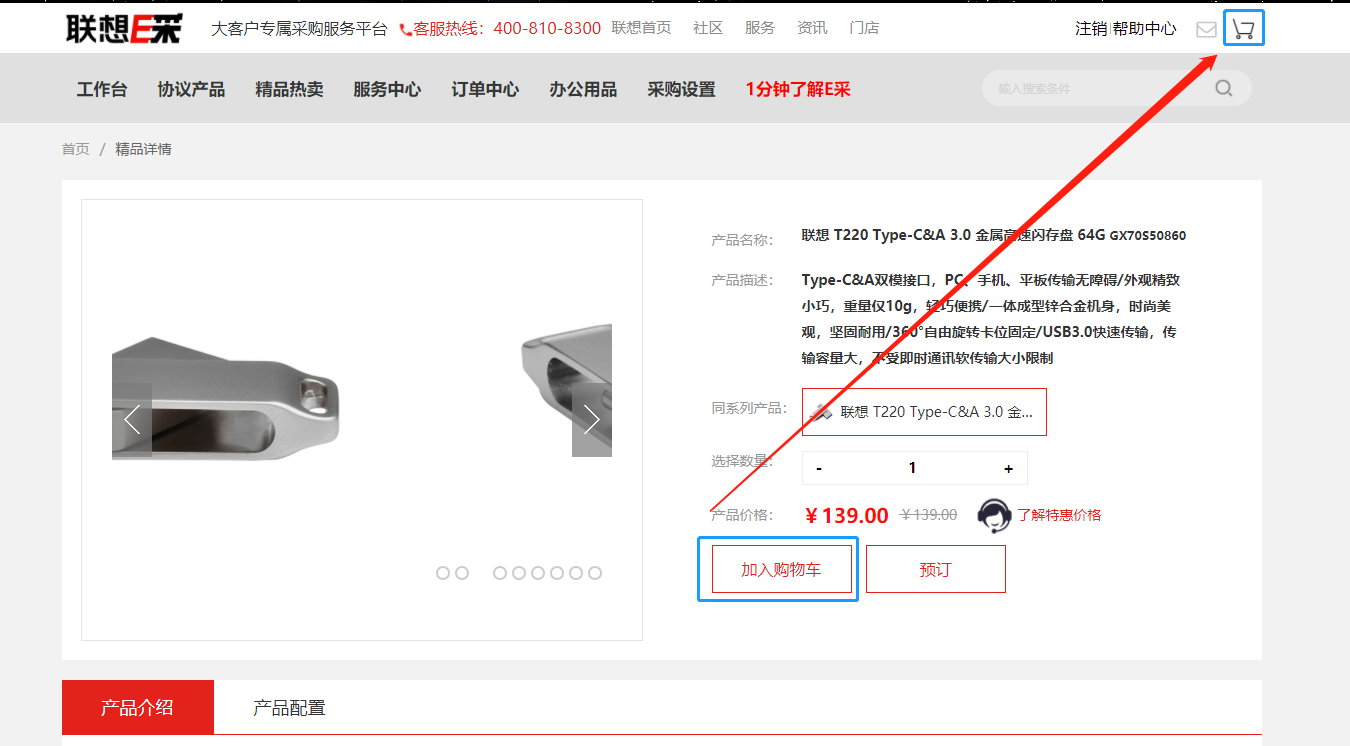 联想E采 大客户专属采购服务平台 客服热线：400-810-8300 联想首页 社区 服务 资讯 门店 注销 帮助中心
工作台 协议产品 精品热卖 服务中心 订单中心 办公用品 采购设置 1分钟了解E采 输入搜索条件
首页 / 精品详情
产品名称： 联想 T220 Type-C&A 3.0 金属高速闪存盘 64G GX70S50860
产品描述： Type-C&A双模接口，PC、手机、平板传输无障碍/外观精致
小巧，重量仅10g，轻巧便携/一体成型锌合金机身，时尚美
观，坚固耐用/360°自由旋转卡位固定/USB3.0快速传输，传
输容量大，不受即时通讯软传输大小限制
同系列产品： 联想 T220 Type-C&A 3.0 金...
选择数量： - 1 +
产品价格： ￥139.00 ￥139.00 了解特惠价格
加入购物车 预订
产品介绍 产品配置